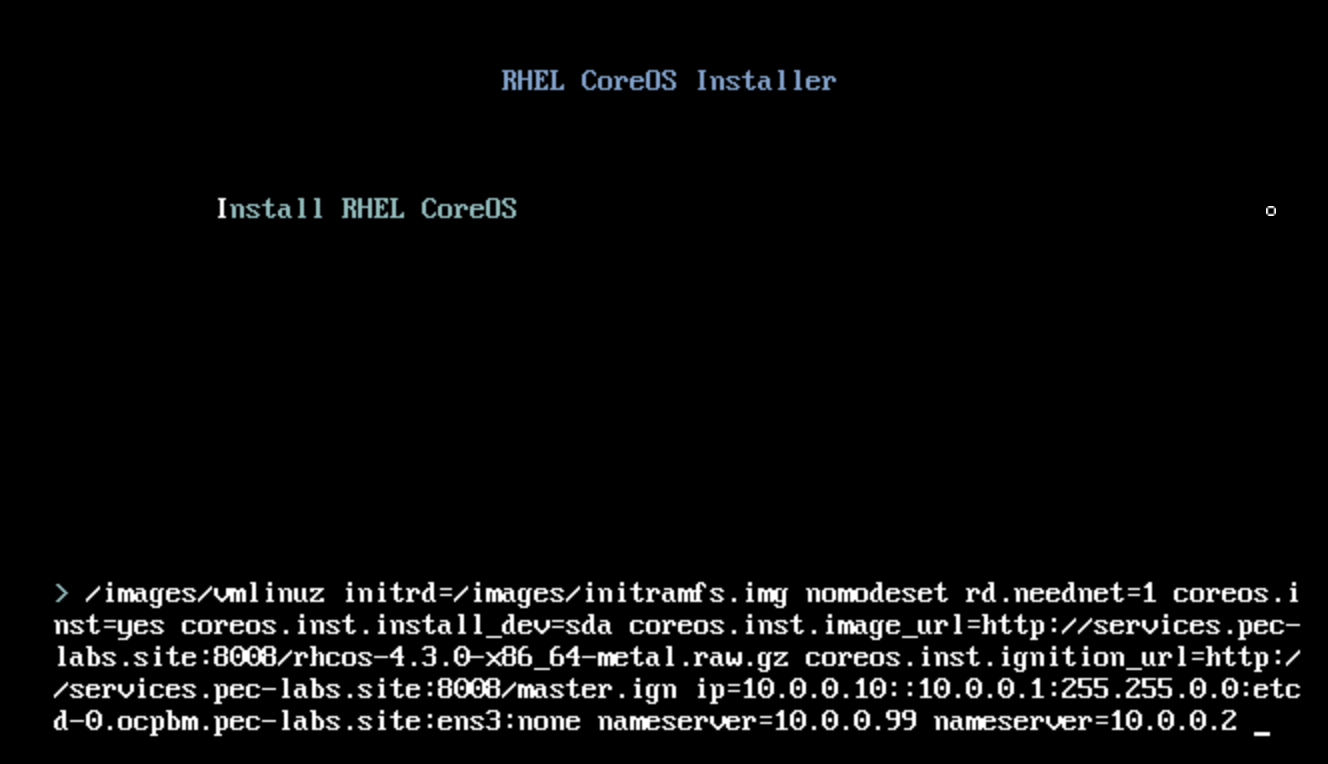 RHEL CoreOS Installer
Install RHEL CoreOS
> /images/vmlinuz initrd=/images/initramfs.img nomodeset rd.neednet=1 coreos.i
nst=yes coreos.inst.install_dev=sda coreos.inst.image_url=http://services.pec-
labs.site:8008/rhcos-4.3.0-x86_64-metal.raw.gz coreos.inst.ignition_url=http:/
/services.pec-labs.site:8008/master.ign ip=10.0.0.10::10.0.0.1:255.255.0.0:etc
d-0.ocpbm.pec-labs.site:ens3:none nameserver=10.0.0.99 nameserver=10.0.0.2 _